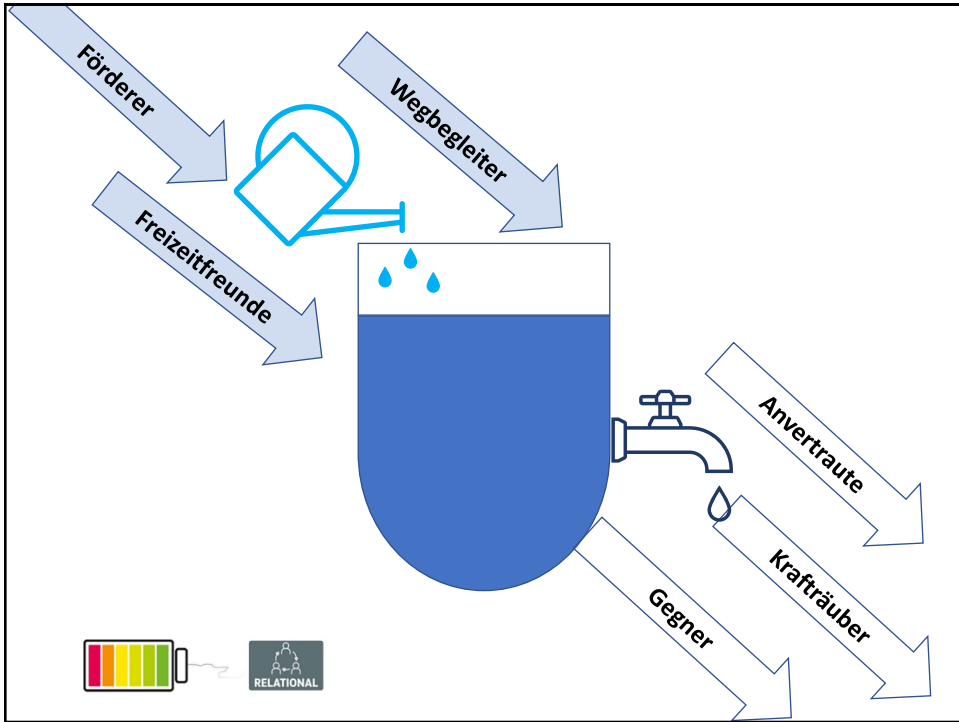 Förderer
Wegbegleiter
Freizeitfreunde
Anvertraute
Krafträuber
Gegner
RELATIONAL